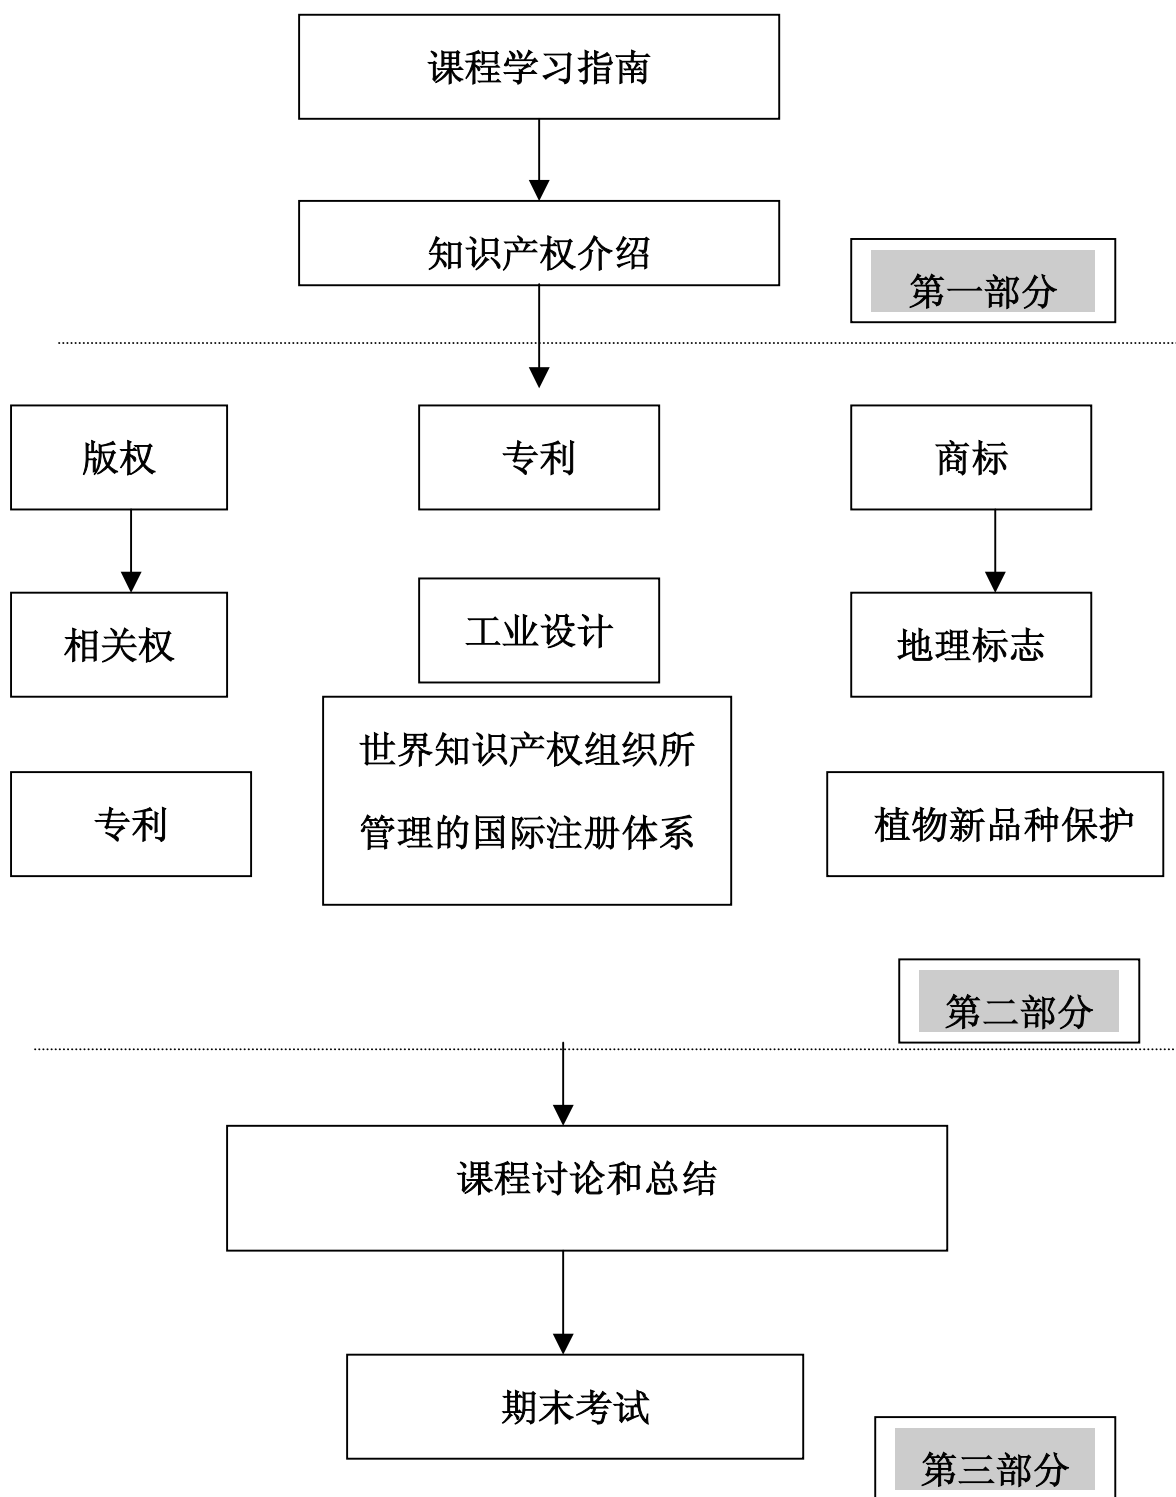 课程学习指南
知识产权介绍
第一部分
版权
专利
商标
相关权
工业设计
地理标志
世界知识产权组织所
管理的国际注册体系
专利
植物新品种保护
第二部分
课程讨论和总结
期末考试
第三部分